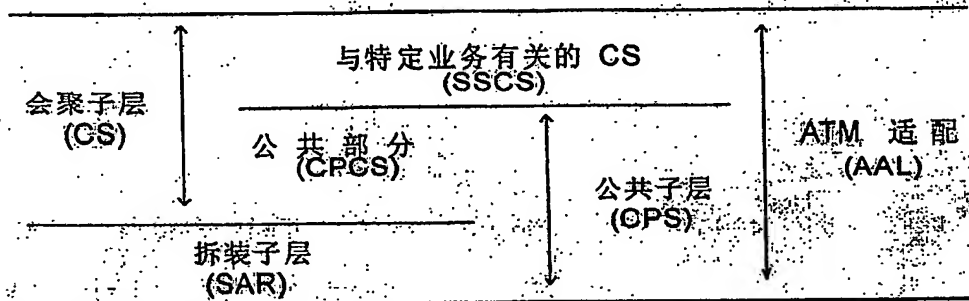 与特定业务有关的 CS
(SSCS)
会聚子层
(CS)
公共部分
(CPCS)
ATM 适配
(AAL)
公共子层
(CPS)
拆装子层
(SAR)